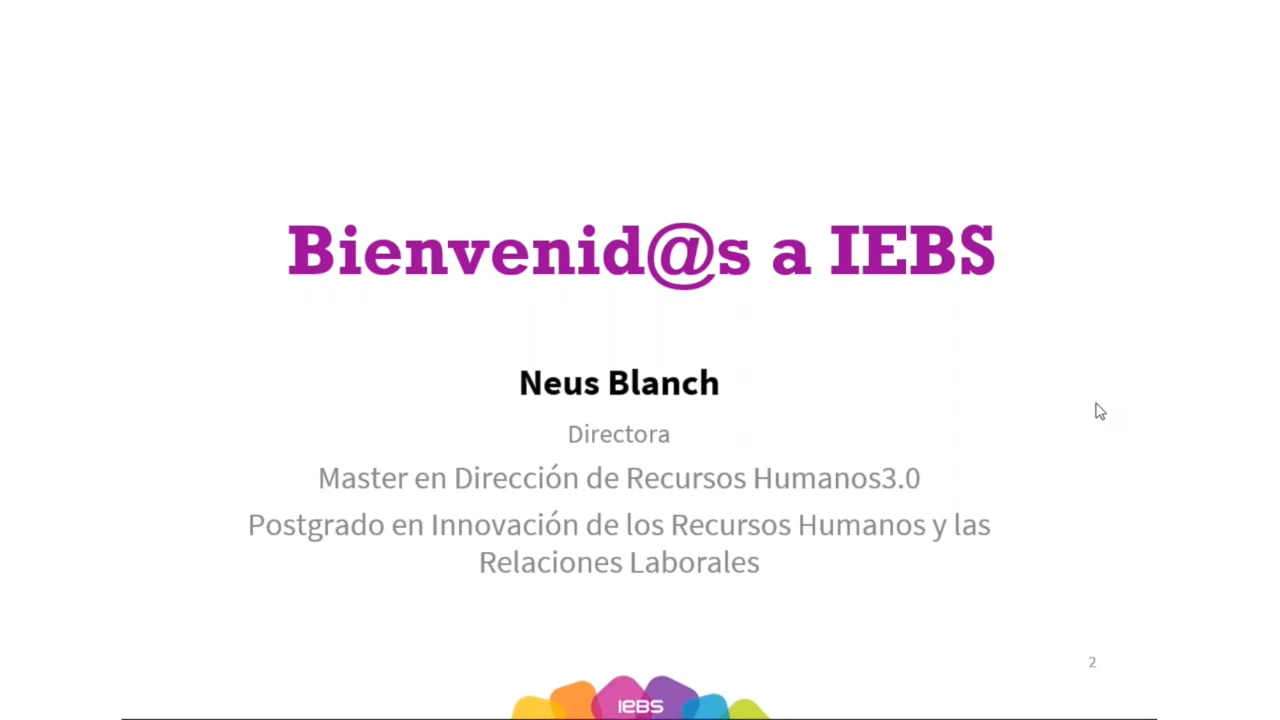 Bienvenid@s a IEBS
Neus Blanch
Directora
Master en Dirección de Recursos Humanos3.0
Postgrado en Innovación de los Recursos Humanos y las
Relaciones Laborales
2
IEBS